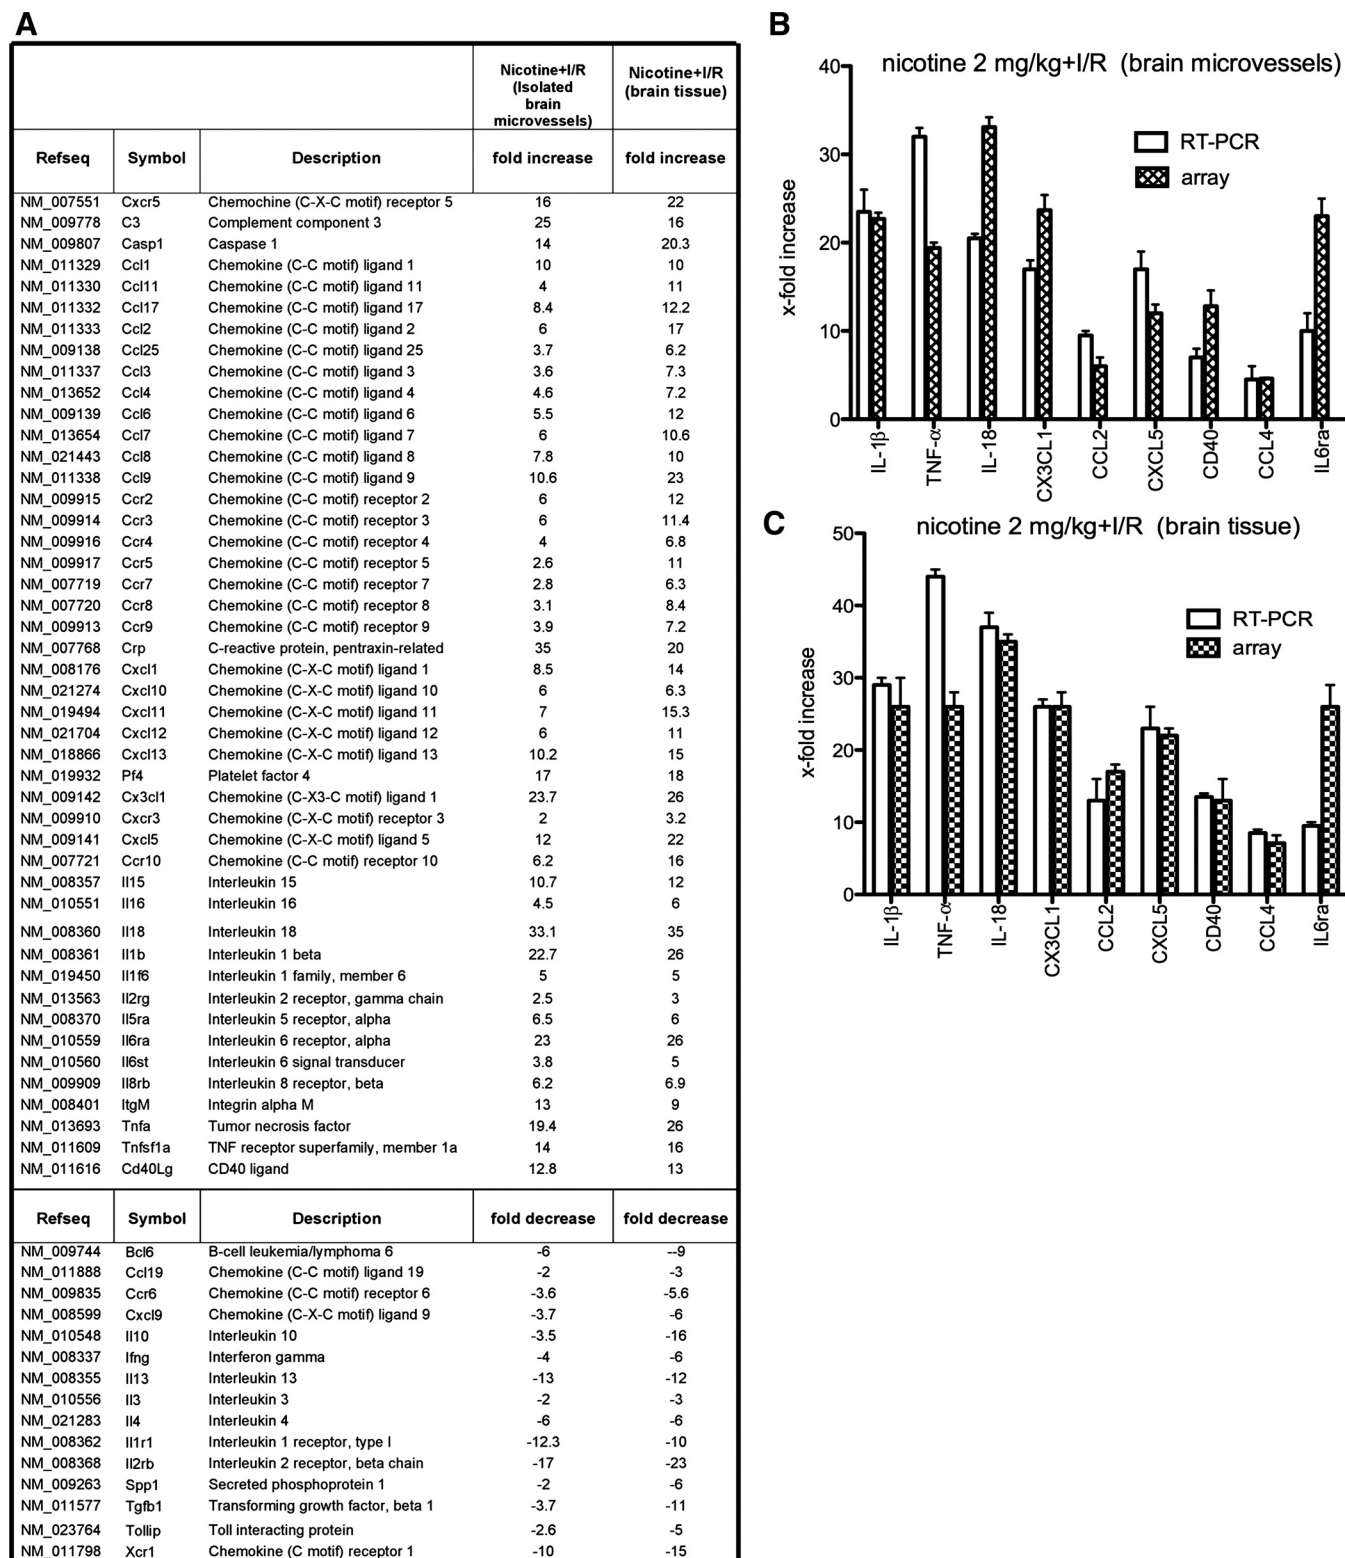 A
Nicotine+I/R (Isolated brain microvessels) Nicotine+I/R (brain tissue)
Refseq Symbol Description fold increase fold increase
NM_007551 Cxcr5 Chemochine (C-X-C motif) receptor 5 16 22
NM_009778 C3 Complement component 3 25 16
NM_009807 Casp1 Caspase 1 14 20.3
NM_011329 Ccl1 Chemokine (C-C motif) ligand 1 10 10
NM_011330 Ccl11 Chemokine (C-C motif) ligand 11 4 11
NM_011332 Ccl17 Chemokine (C-C motif) ligand 17 8.4 12.2
NM_011333 Ccl2 Chemokine (C-C motif) ligand 2 6 17
NM_009138 Ccl25 Chemokine (C-C motif) ligand 25 3.7 6.2
NM_011337 Ccl3 Chemokine (C-C motif) ligand 3 3.6 7.3
NM_013652 Ccl4 Chemokine (C-C motif) ligand 4 4.6 7.2
NM_009139 Ccl6 Chemokine (C-C motif) ligand 6 5.5 12
NM_013654 Ccl7 Chemokine (C-C motif) ligand 7 6 10.6
NM_021443 Ccl8 Chemokine (C-C motif) ligand 8 7.8 10
NM_011338 Ccl9 Chemokine (C-C motif) ligand 9 10.6 23
NM_009915 Ccr2 Chemokine (C-C motif) receptor 2 6 12
NM_009914 Ccr3 Chemokine (C-C motif) receptor 3 6 11.4
NM_009916 Ccr4 Chemokine (C-C motif) receptor 4 4 6.8
NM_009917 Ccr5 Chemokine (C-C motif) receptor 5 2.6 11
NM_007719 Ccr7 Chemokine (C-C motif) receptor 7 2.8 6.3
NM_007720 Ccr8 Chemokine (C-C motif) receptor 8 3.1 8.4
NM_009913 Ccr9 Chemokine (C-C motif) receptor 9 3.9 7.2
NM_007768 Crp C-reactive protein, pentraxin-related 35 20
NM_008176 Cxcl1 Chemokine (C-X-C motif) ligand 1 8.5 14
NM_021274 Cxcl10 Chemokine (C-X-C motif) ligand 10 6 6.3
NM_019494 Cxcl11 Chemokine (C-X-C motif) ligand 11 7 15.3
NM_021704 Cxcl12 Chemokine (C-X-C motif) ligand 12 6 11
NM_018866 Cxcl13 Chemokine (C-X-C motif) ligand 13 10.2 15
NM_019932 Pf4 Platelet factor 4 17 18
NM_009142 Cx3cl1 Chemokine (C-X3-C motif) ligand 1 23.7 26
NM_009910 Cxcr3 Chemokine (C-X-C motif) receptor 3 2 3.2
NM_009141 Cxcl5 Chemokine (C-X-C motif) ligand 5 12 22
NM_007721 Ccr10 Chemokine (C-C motif) receptor 10 6.2 16
NM_008357 Il15 Interleukin 15 10.7 12
NM_010551 Il16 Interleukin 16 4.5 6
NM_008360 Il18 Interleukin 18 33.1 35
NM_008361 Il1b Interleukin 1 beta 22.7 26
NM_019450 Il1f6 Interleukin 1 family, member 6 5 5
NM_013563 Il2rg Interleukin 2 receptor, gamma chain 2.5 3
NM_008370 Il5ra Interleukin 5 receptor, alpha 6.5 6
NM_010559 Il6ra Interleukin 6 receptor, alpha 23 26
NM_010560 Il6st Interleukin 6 signal transducer 3.8 5
NM_009909 Il8rb Interleukin 8 receptor, beta 6.2 6.9
NM_008401 ItgM Integrin alpha M 13 9
NM_013693 Tnfa Tumor necrosis factor 19.4 26
NM_011609 Tnfsf1a TNF receptor superfamily, member 1a 14 16
NM_011616 Cd40Lg CD40 ligand 12.8 13
Refseq Symbol Description fold decrease fold decrease
NM_009744 Bcl6 B-cell leukemia/lymphoma 6 -6 --9
NM_011888 Ccl19 Chemokine (C-C motif) ligand 19 -2 -3
NM_009835 Ccr6 Chemokine (C-C motif) receptor 6 -3.6 -5.6
NM_008599 Cxcl9 Chemokine (C-X-C motif) ligand 9 -3.7 -6
NM_010548 Il10 Interleukin 10 -3.5 -16
NM_008337 Ifng Interferon gamma -4 -6
NM_008355 Il13 Interleukin 13 -13 -12
NM_010556 Il3 Interleukin 3 -2 -3
NM_021283 Il4 Interleukin 4 -6 -6
NM_008362 Il1r1 Interleukin 1 receptor, type I -12.3 -10
NM_008368 Il2rb Interleukin 2 receptor, beta chain -17 -23
NM_009263 Spp1 Secreted phosphoprotein 1 -2 -6
NM_011577 Tgfb1 Transforming growth factor, beta 1 -3.7 -11
NM_023764 Tollip Toll interacting protein -2.6 -5
NM_011798 Xcr1 Chemokine (C motif) receptor 1 -10 -15
B
nicotine 2 mg/kg+I/R (brain microvessels)
x-fold increase
40
30
20
10
0
RT-PCR
array
IL-1β TNF-α IL-18 CX3CL1 CCL2 CXCL5 CD40 CCL4 IL6ra
C
nicotine 2 mg/kg+I/R (brain tissue)
x-fold increase
50
40
30
20
10
0
RT-PCR
array
IL-1β TNF-α IL-18 CX3CL1 CCL2 CXCL5 CD40 CCL4 IL6ra